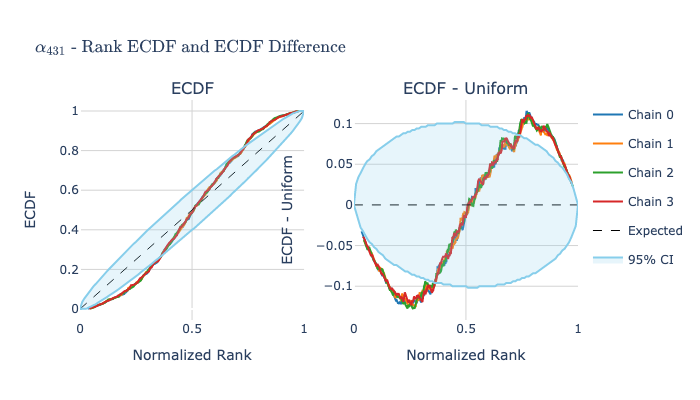 α₄₃₁ - Rank ECDF and ECDF Difference
ECDF
ECDF - Uniform
1
0.8
0.6
0.4
0.2
0
ECDF
0
0.5
1
Normalized Rank
0.1
0.05
0
−0.05
−0.1
ECDF - Uniform
0
0.5
1
Normalized Rank
Chain 0
Chain 1
Chain 2
Chain 3
Expected
95% CI